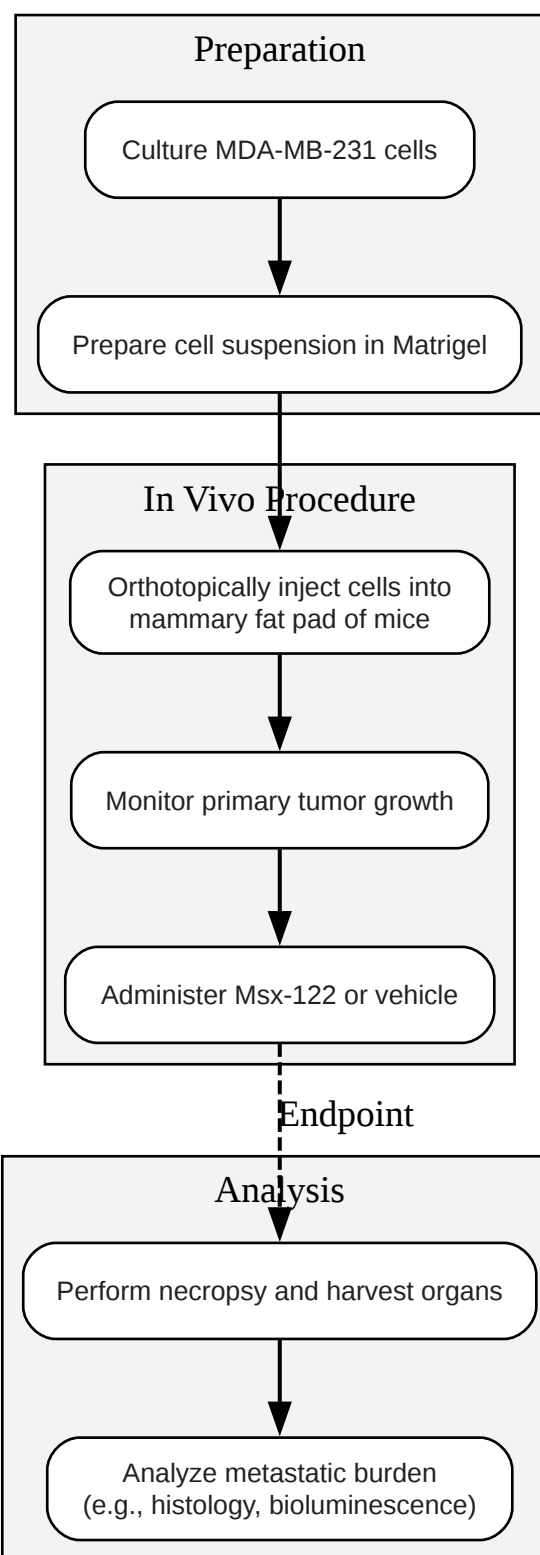 Preparation
Culture MDA-MB-231 cells
Prepare cell suspension in Matrigel
In Vivo Procedure
Orthotopically inject cells into
mammary fat pad of mice
Monitor primary tumor growth
Administer Msx-122 or vehicle
Endpoint
Analysis
Perform necropsy and harvest organs
Analyze metastatic burden
(e.g., histology, bioluminescence)